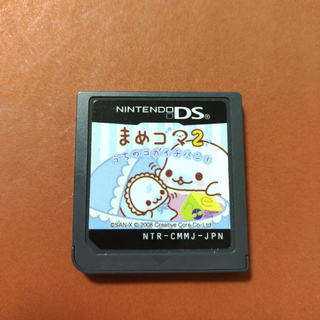 NINTENDO DS
まめゴマ2
うちのコがイチバン!
©SAN-X © 2008 Creative Core Co.,Ltd.
NTR-CMMJ-JPN